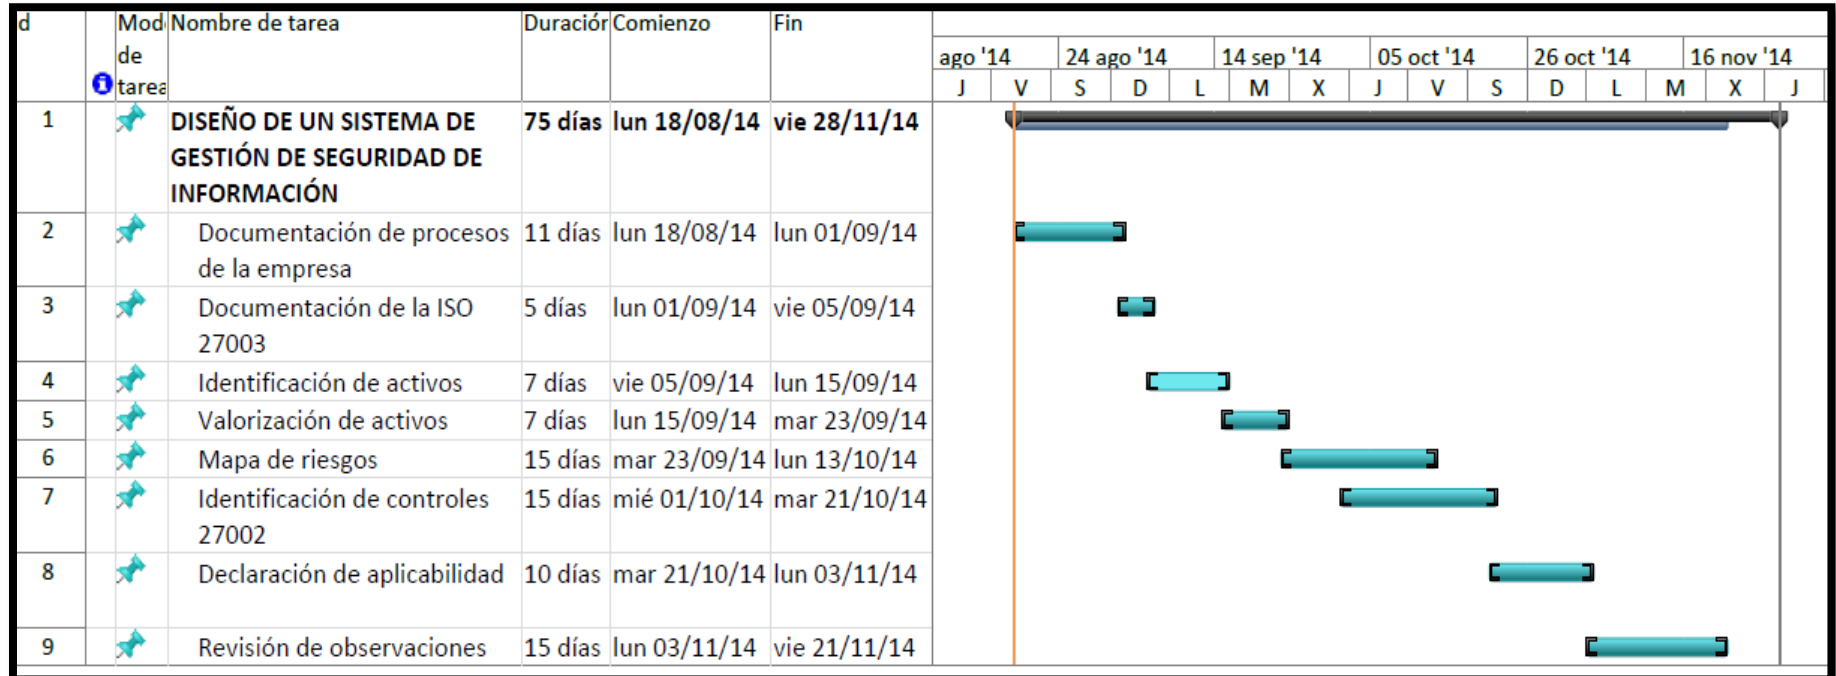 d Modo Nombre de tarea Duración Comienzo Fin
de
tarea
ago '14 24 ago '14 14 sep '14 05 oct '14 26 oct '14 16 nov '14
J V S D L M X J V S D L M X J
1 DISEÑO DE UN SISTEMA DE 75 días lun 18/08/14 vie 28/11/14
GESTIÓN DE SEGURIDAD DE
INFORMACIÓN
2 Documentación de procesos 11 días lun 18/08/14 lun 01/09/14
de la empresa
3 Documentación de la ISO 5 días lun 01/09/14 vie 05/09/14
27003
4 Identificación de activos 7 días vie 05/09/14 lun 15/09/14
5 Valorización de activos 7 días lun 15/09/14 mar 23/09/14
6 Mapa de riesgos 15 días mar 23/09/14 lun 13/10/14
7 Identificación de controles 15 días mié 01/10/14 mar 21/10/14
27002
8 Declaración de aplicabilidad 10 días mar 21/10/14 lun 03/11/14
9 Revisión de observaciones 15 días lun 03/11/14 vie 21/11/14